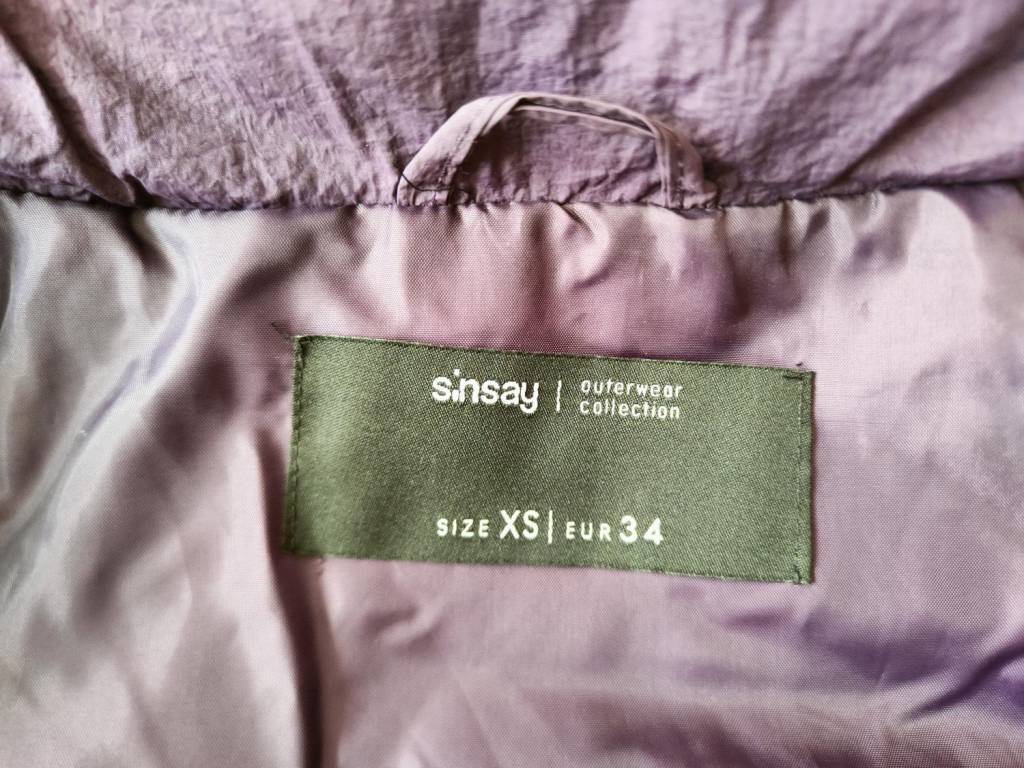 sinsay | outerwear
collection
SIZE XS | EUR 34